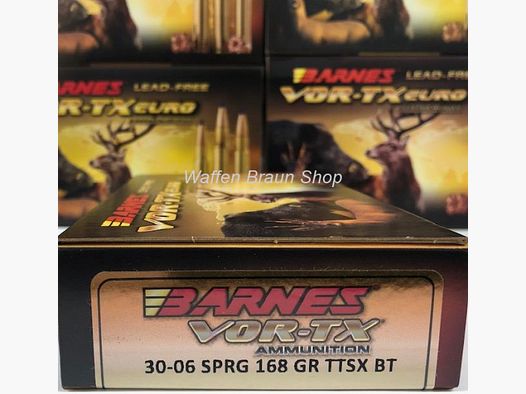 BARNES
LEAD-FREE
VOR-TX EURO
LEAD-FREE
BARNES
VOR-TX EURO
Waffen Braun Shop
BARNES
VOR-TX
BARNES
VOR-TX
AMMUNITION
30-06 SPRG 168 GR TTSX BT